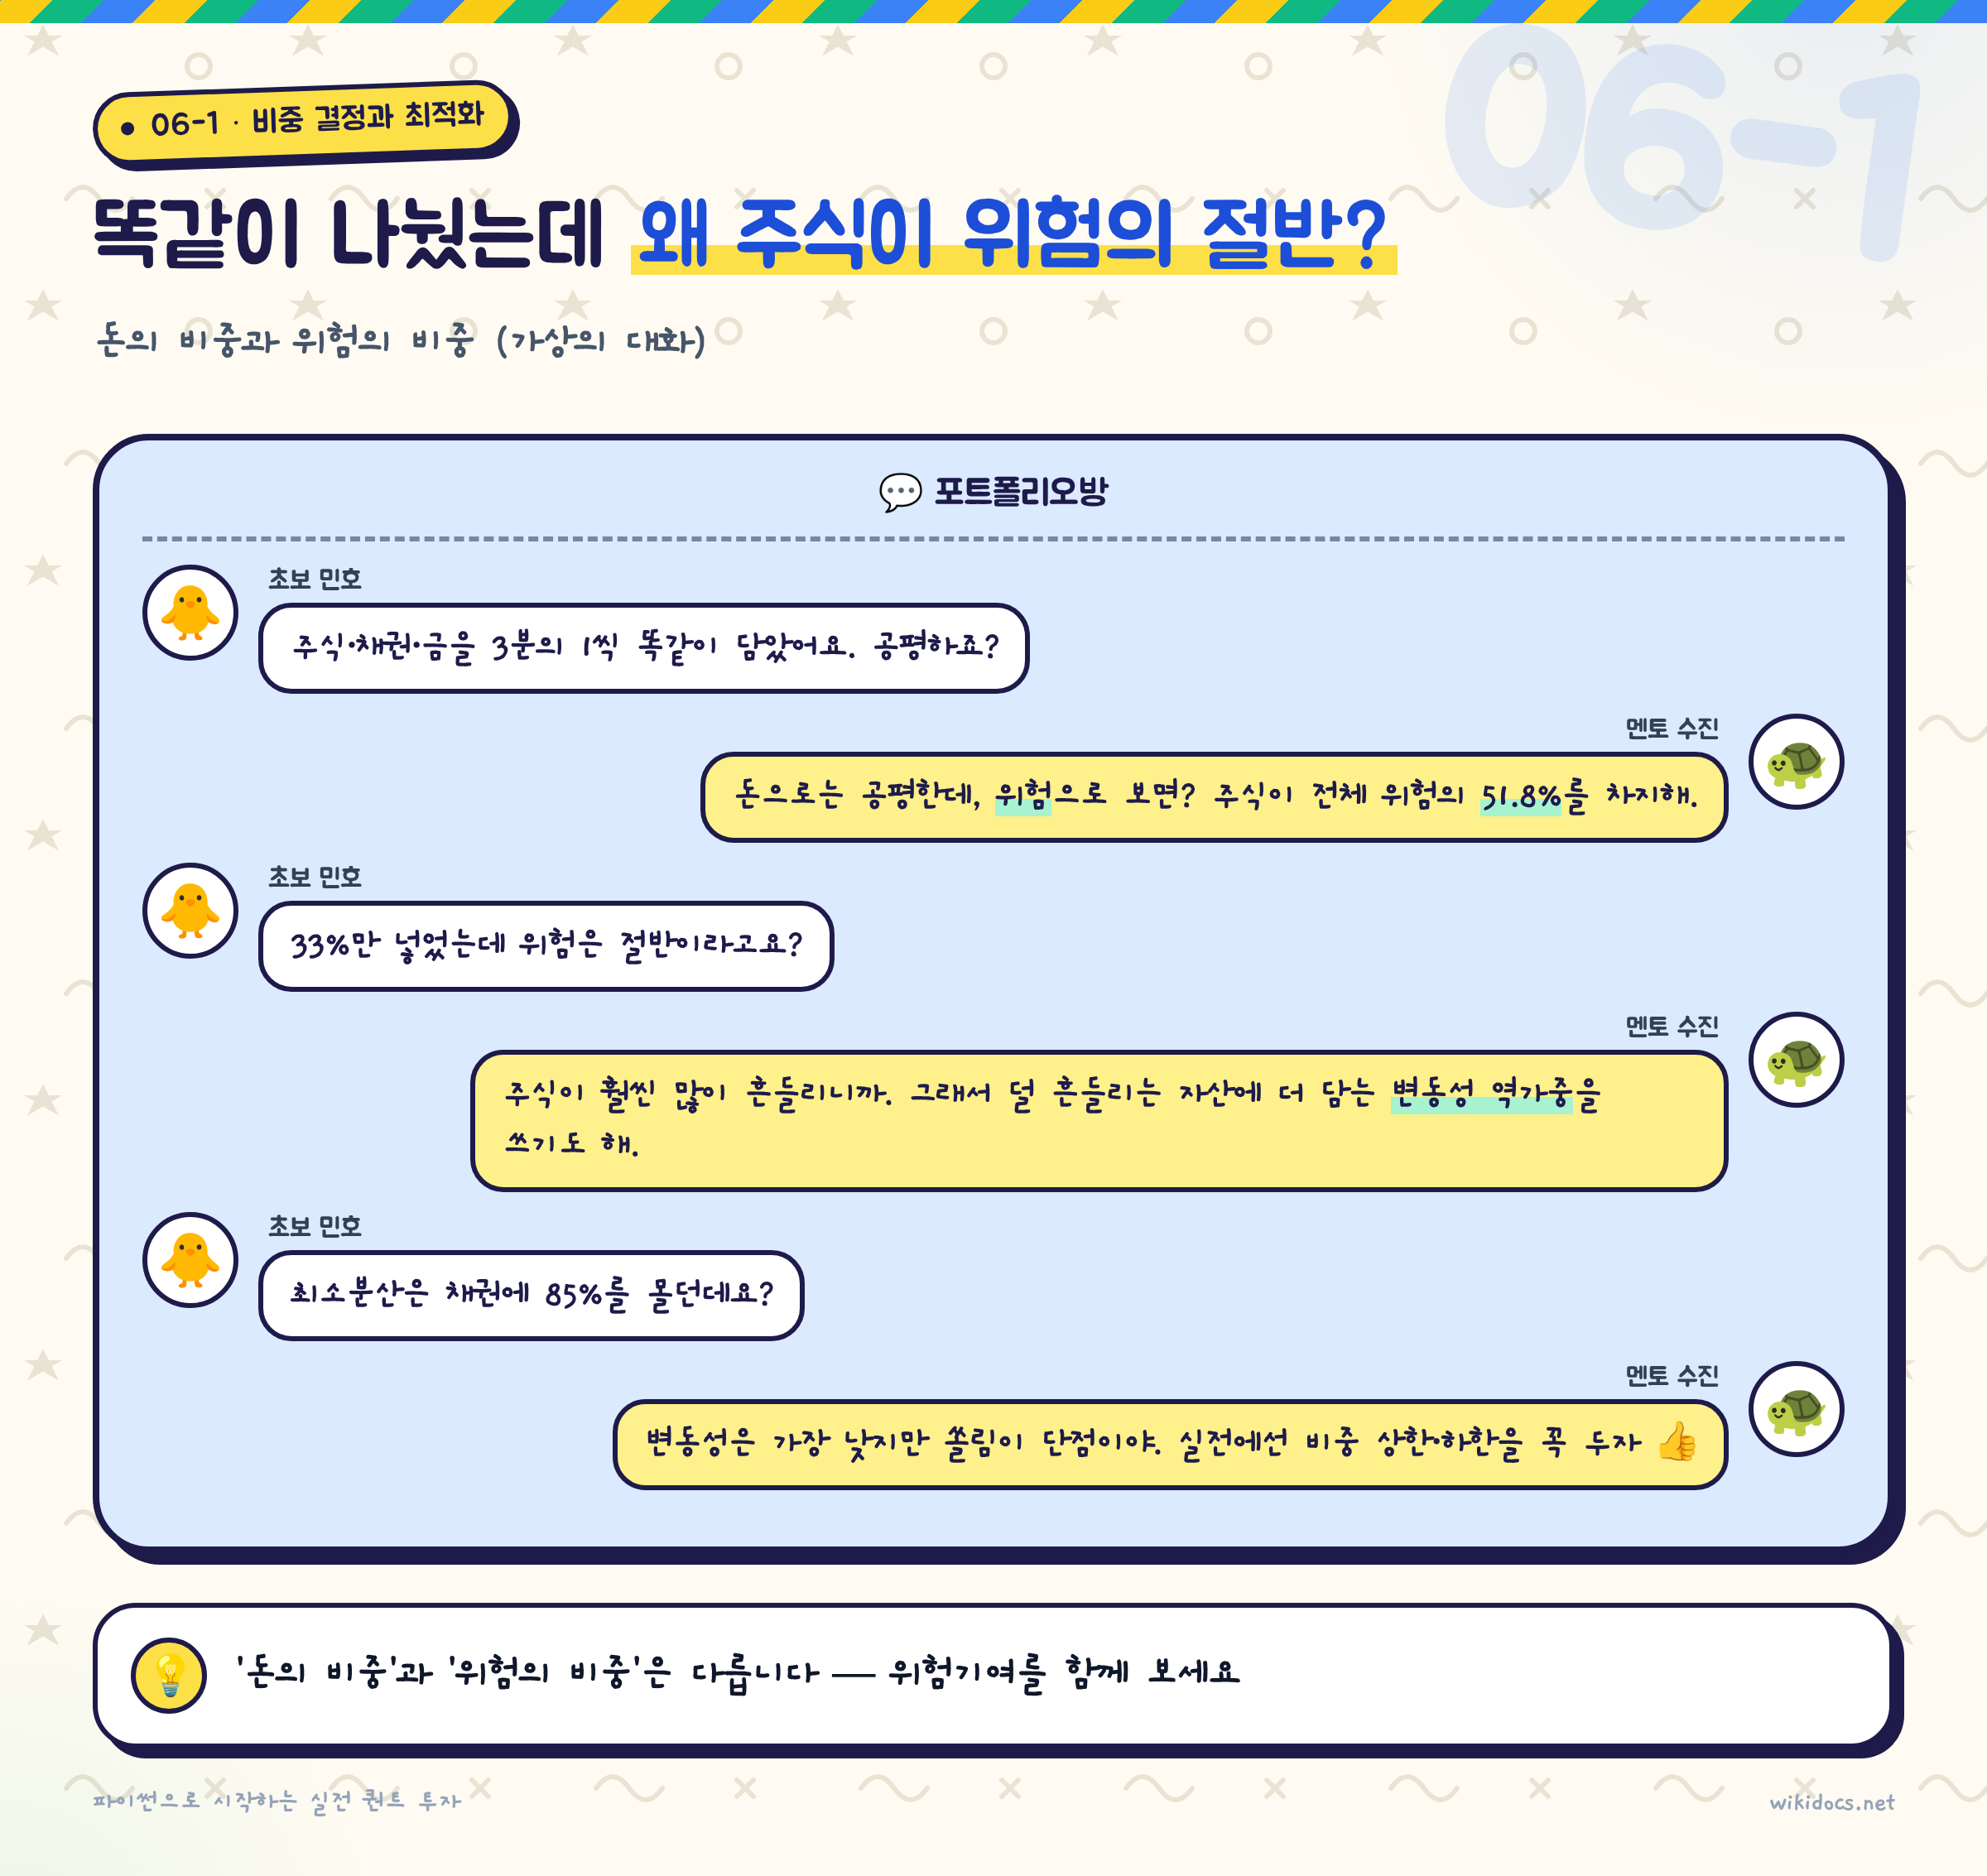 06-1
06-1 · 비중 결정과 최적화
똑같이 나눴는데 왜 주식이 위험의 절반?
돈의 비중과 위험의 비중 (가상의 대화)
포트폴리오방
초보 민호
주식·채권·금을 3분의 1씩 똑같이 담았어요. 공평하죠?
멘토 수진
돈으로는 공평한데, 위험으로 보면? 주식이 전체 위험의 51.8%를 차지해.
초보 민호
33%만 넣었는데 위험은 절반이라고요?
멘토 수진
주식이 훨씬 많이 흔들리니까. 그래서 덜 흔들리는 자산에 더 담는 변동성 역가중을
쓰기도 해.
초보 민호
최소분산은 채권에 85%를 몰던데요?
멘토 수진
변동성은 가장 낮지만 쏠림이 단점이야. 실전에선 비중 상한·하한을 꼭 두자 👍
'돈의 비중'과 '위험의 비중'은 다릅니다 — 위험기여를 함께 보세요
파이썬으로 시작하는 실전 퀀트 투자
wikidocs.net